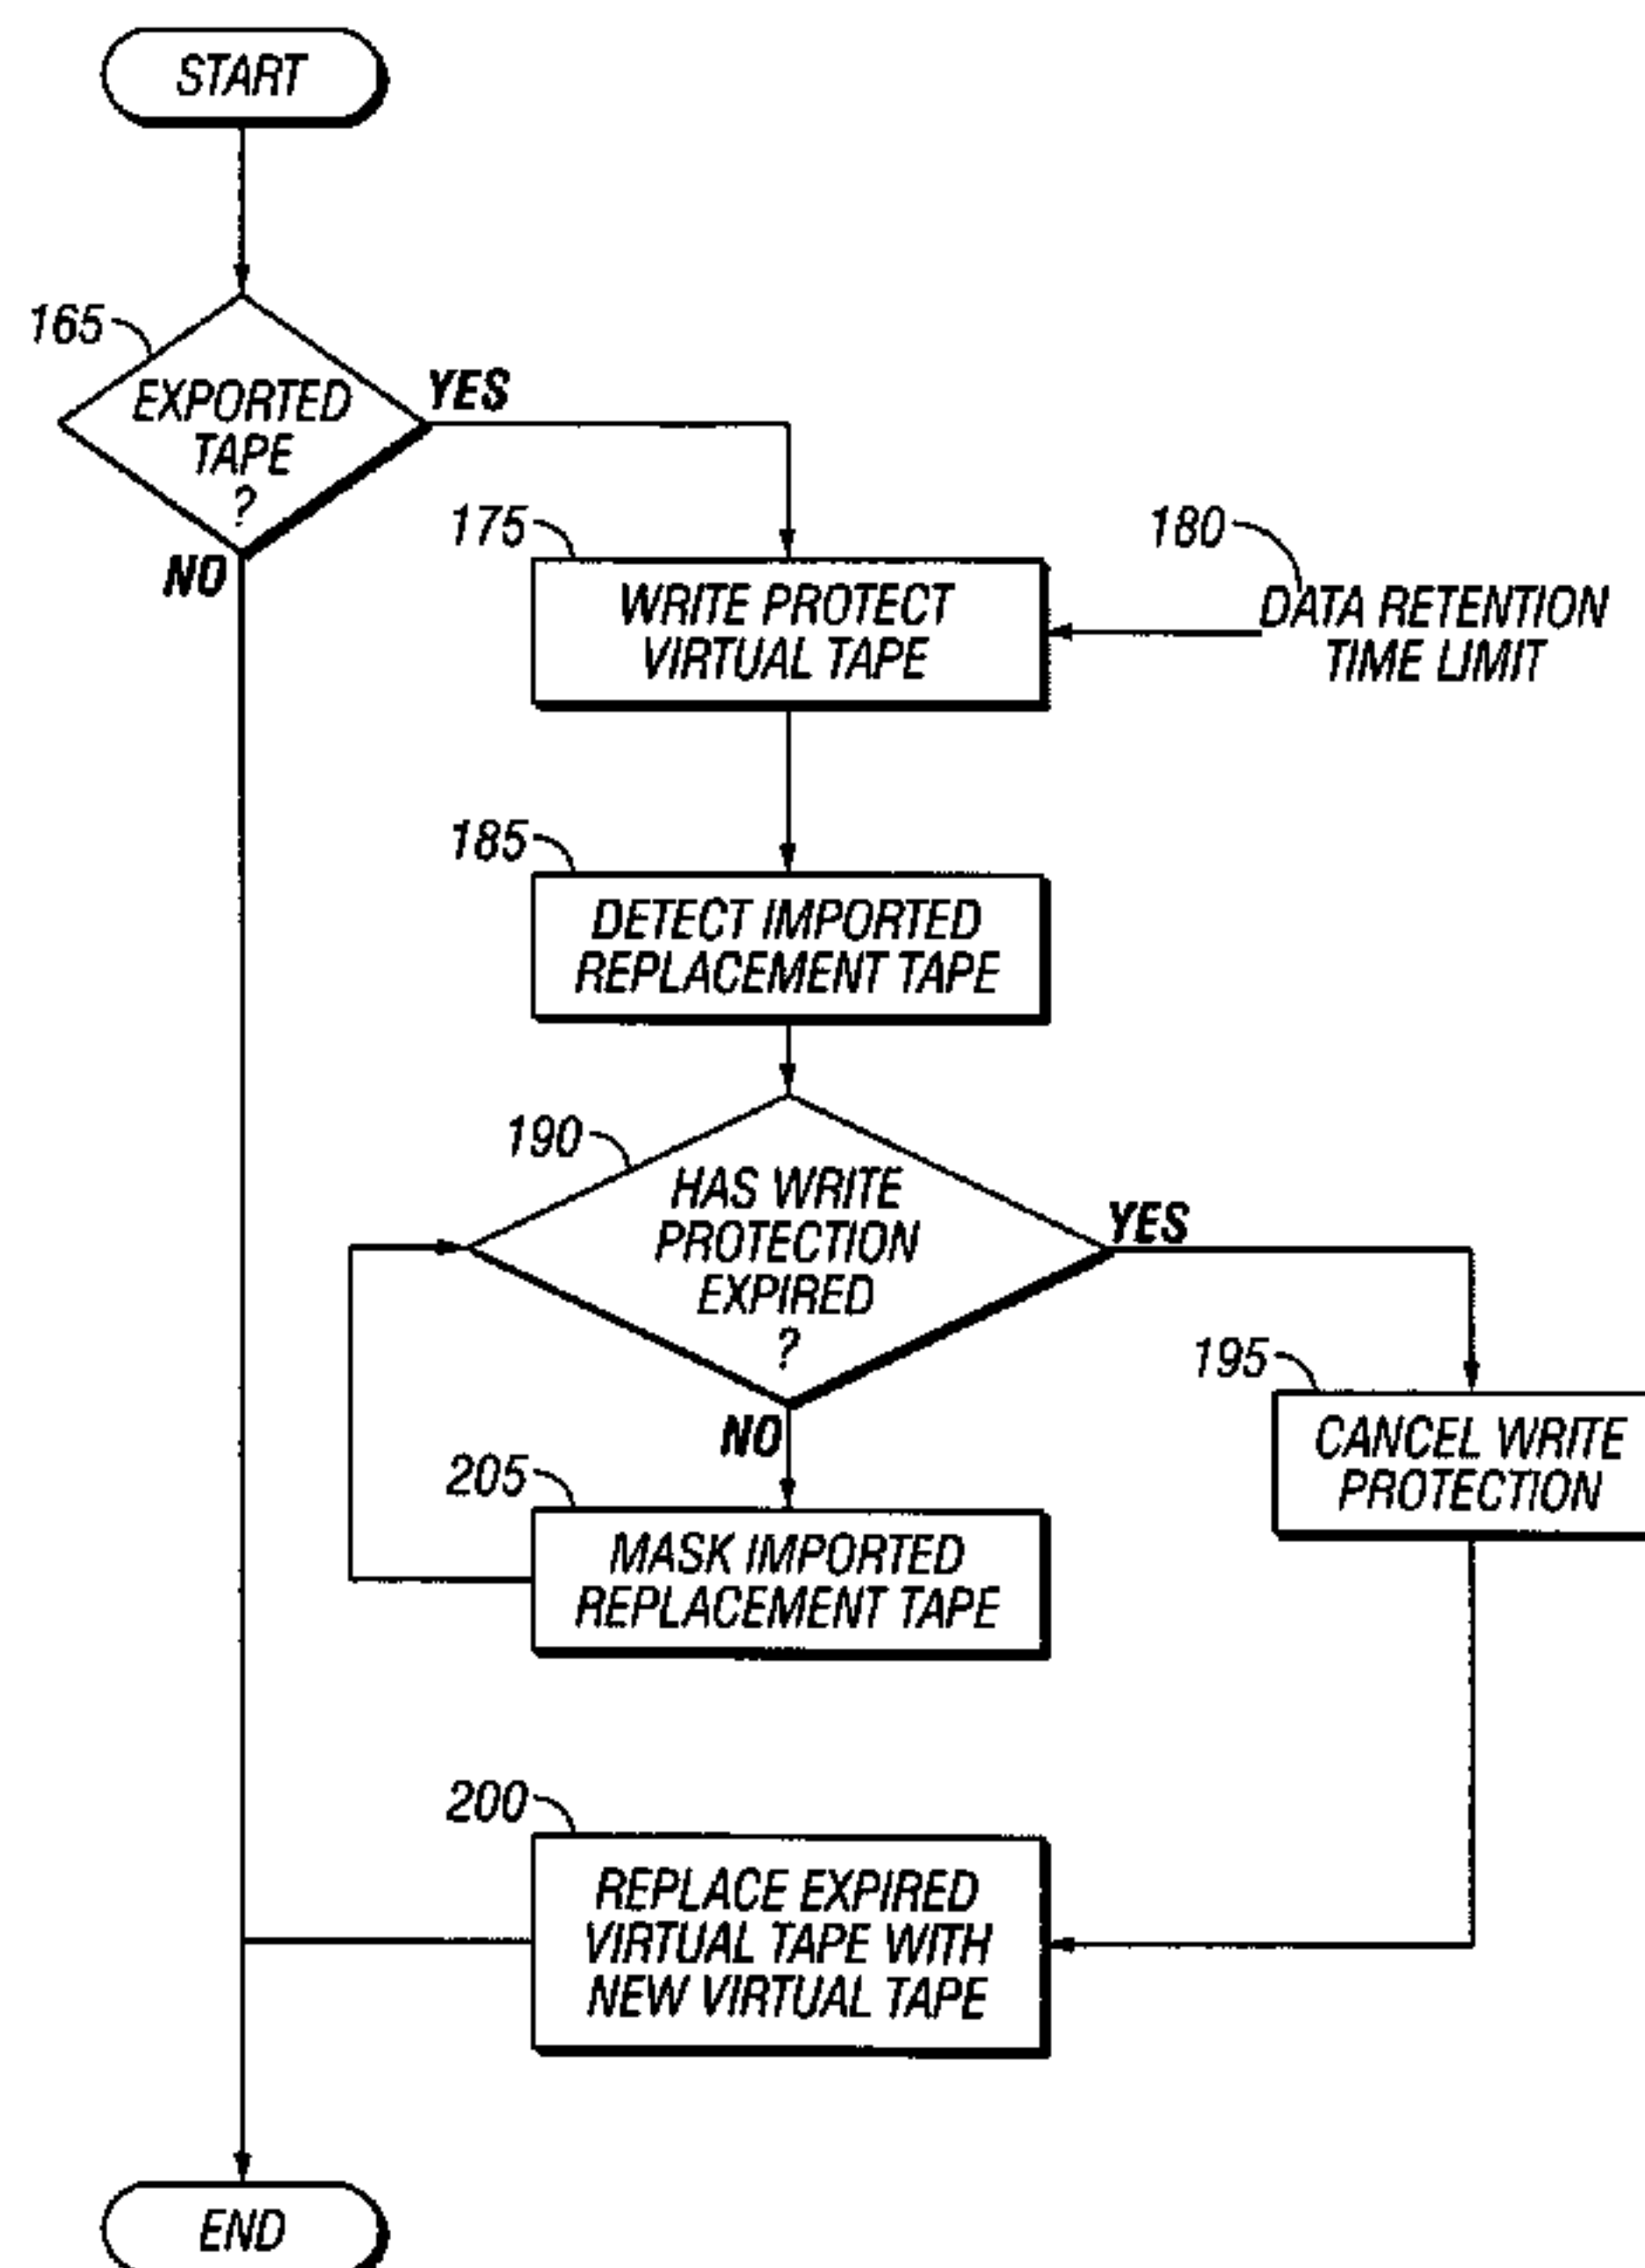 START
165
EXPORTED
TAPE
?
YES
NO
175
WRITE PROTECT
VIRTUAL TAPE
180
DATA RETENTION
TIME LIMIT
185
DETECT IMPORTED
REPLACEMENT TAPE
190
HAS WRITE
PROTECTION
EXPIRED
?
YES
NO
195
CANCEL WRITE
PROTECTION
205
MASK IMPORTED
REPLACEMENT TAPE
200
REPLACE EXPIRED
VIRTUAL TAPE WITH
NEW VIRTUAL TAPE
END